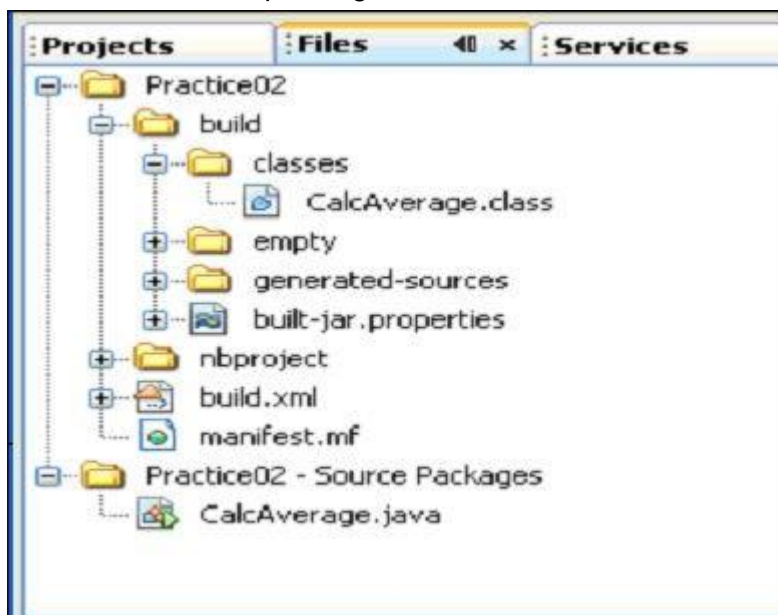 Projects Files Services
Practice02
build
classes
CalcAverage.class
empty
generated-sources
built-jar.properties
nbproject
build.xml
manifest.mf
Practice02 - Source Packages
CalcAverage.java